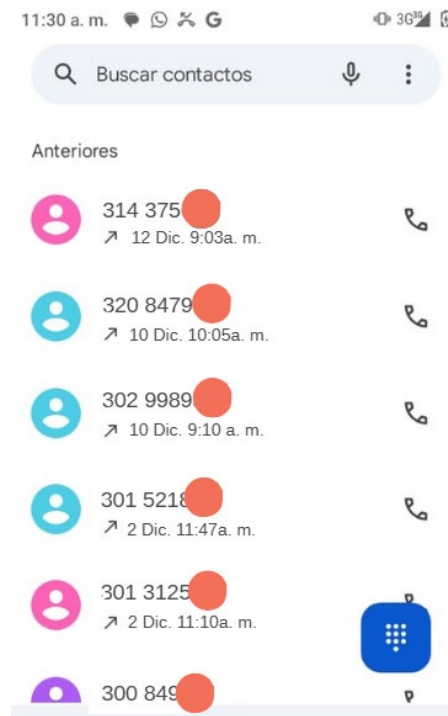 11:30 a. m. G 3G 3G
Buscar contactos
Anteriores
314 375
12 Dic. 9:03a. m.
320 8479
10 Dic. 10:05a. m.
302 9989
10 Dic. 9:10 a. m.
301 5218
2 Dic. 11:47a. m.
301 3125
2 Dic. 11:10a. m.
300 849